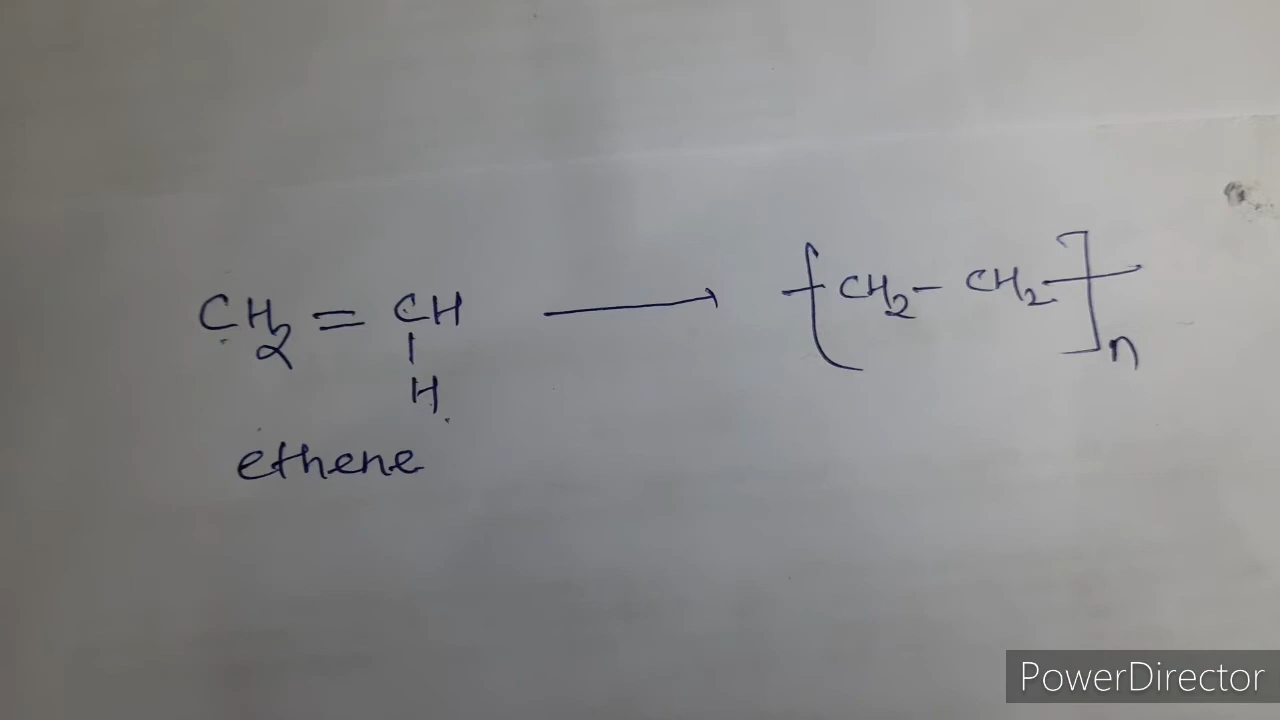 CH₂ = CH ⟶ [CH₂ – CH₂]n
|
H
ethene
PowerDirector